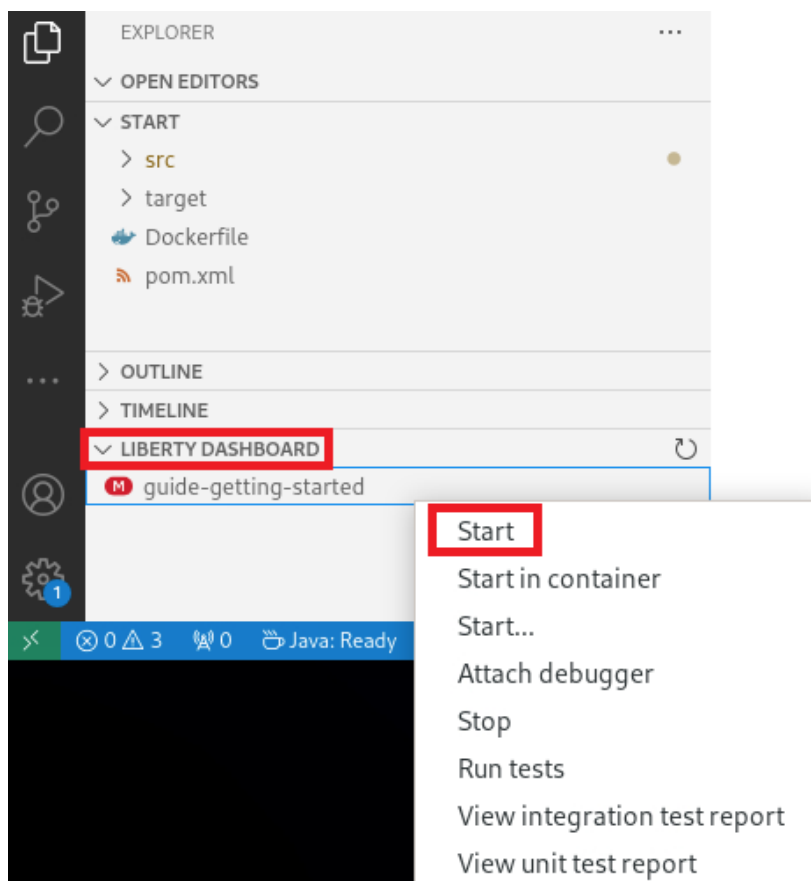 EXPLORER
OPEN EDITORS
START
src
target
Dockerfile
pom.xml
OUTLINE
TIMELINE
LIBERTY DASHBOARD
M guide-getting-started
Start
Start in container
Start...
Attach debugger
Stop
Run tests
View integration test report
View unit test report
1
0 3 0 Java: Ready